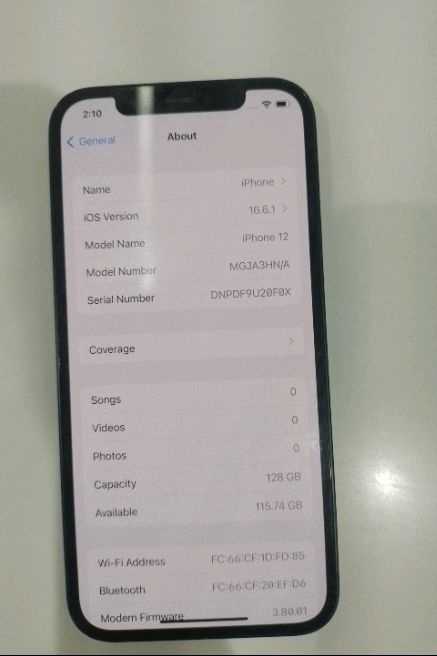 2:10
General About
Name iPhone
iOS Version 16.6.1
Model Name iPhone 12
Model Number MGJA3HN/A
Serial Number DNPDF9U20F0X
Coverage
Songs 0
Videos 0
Photos 0
Capacity 128 GB
Available 115.74 GB
Wi-Fi Address FC:66:CF:1D:FD:85
Bluetooth FC:66:CF:20:EF:D6
Modem Firmware 3.80.01